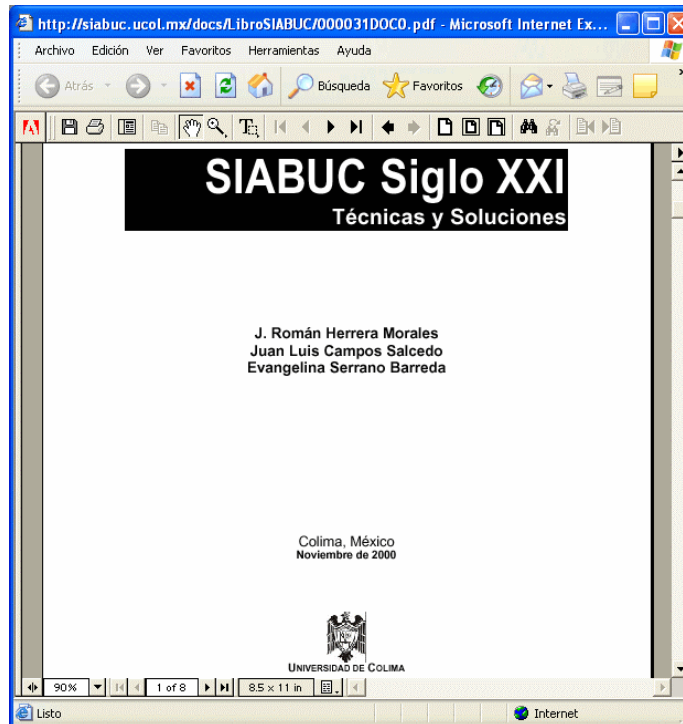 http://siabuc.ucol.mx/docs/LibroSIABUC/000031DOC0.pdf - Microsoft Internet Ex...
Archivo Edición Ver Favoritos Herramientas Ayuda
Atrás Búsqueda Favoritos
SIABUC Siglo XXI
Técnicas y Soluciones
J. Román Herrera Morales
Juan Luis Campos Salcedo
Evangelina Serrano Barreda
Colima, México
Noviembre de 2000
UNIVERSIDAD DE COLIMA
90% 1 of 8 8.5 x 11 in
Listo Internet